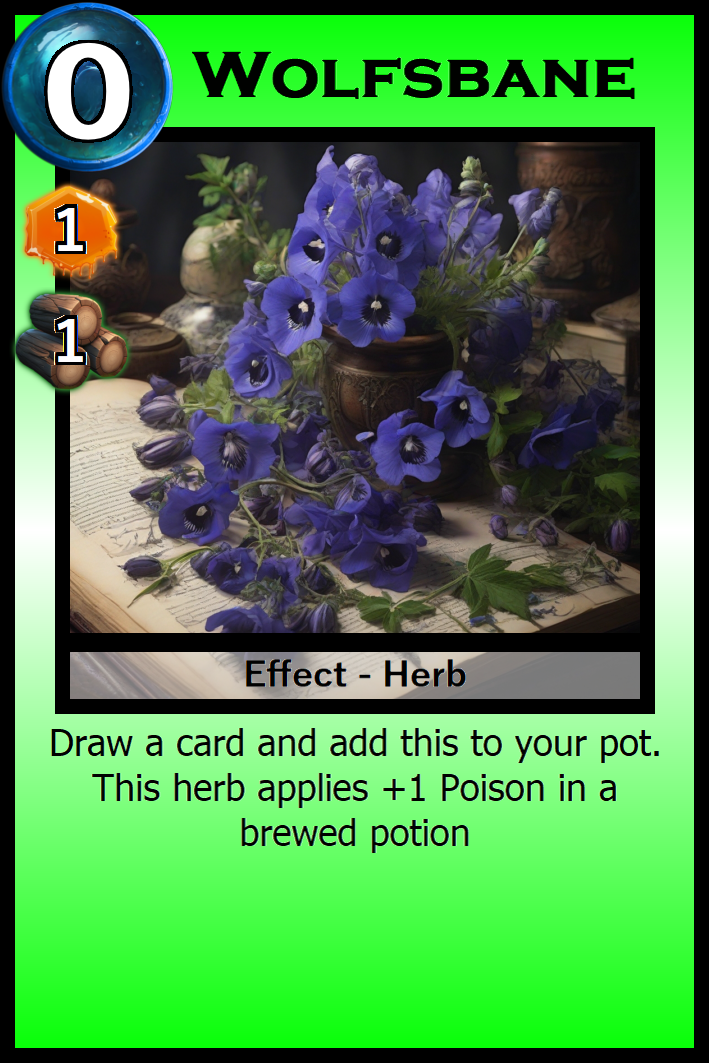 0
Wolfsbane
1
1
Effect - Herb
Draw a card and add this to your pot.
This herb applies +1 Poison in a
brewed potion